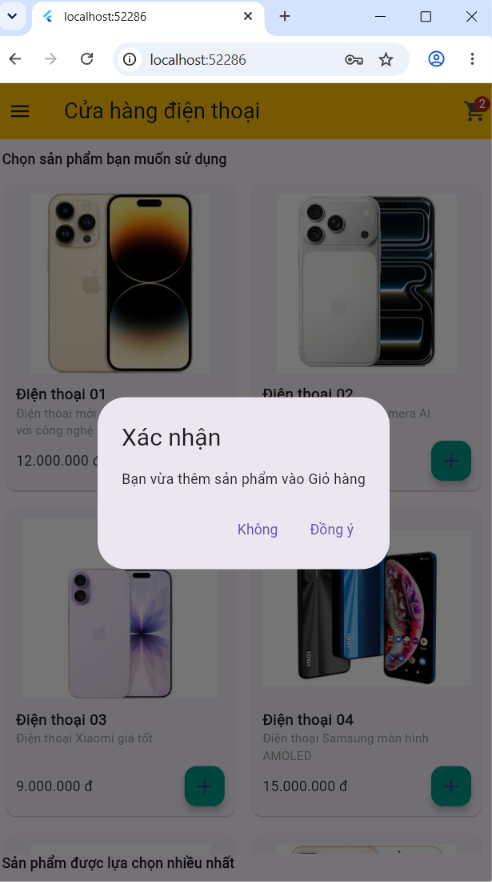 localhost:52286
localhost:52286
Cửa hàng điện thoại
2
Chọn sản phẩm bạn muốn sử dụng
Điện thoại 01
Điện thoại 02
Điện thoại mới
mera AI
với công nghệ
12.000.000
Xác nhận
Bạn vừa thêm sản phẩm vào Giỏ hàng
Không
Đồng ý
Điện thoại 03
Điện thoại 04
Điện thoại Xiaomi giá tốt
Điện thoại Samsung màn hình
AMOLED
9.000.000 đ
15.000.000 đ
Sản phẩm được lựa chọn nhiều nhất